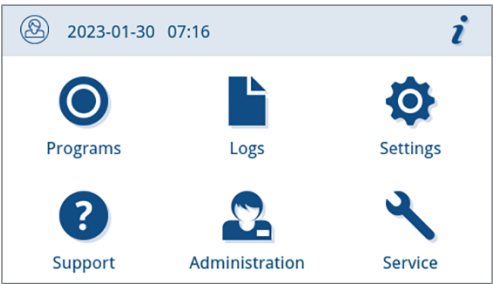 2023-01-30 07:16 i
Programs Logs Settings
?
Support Administration Service